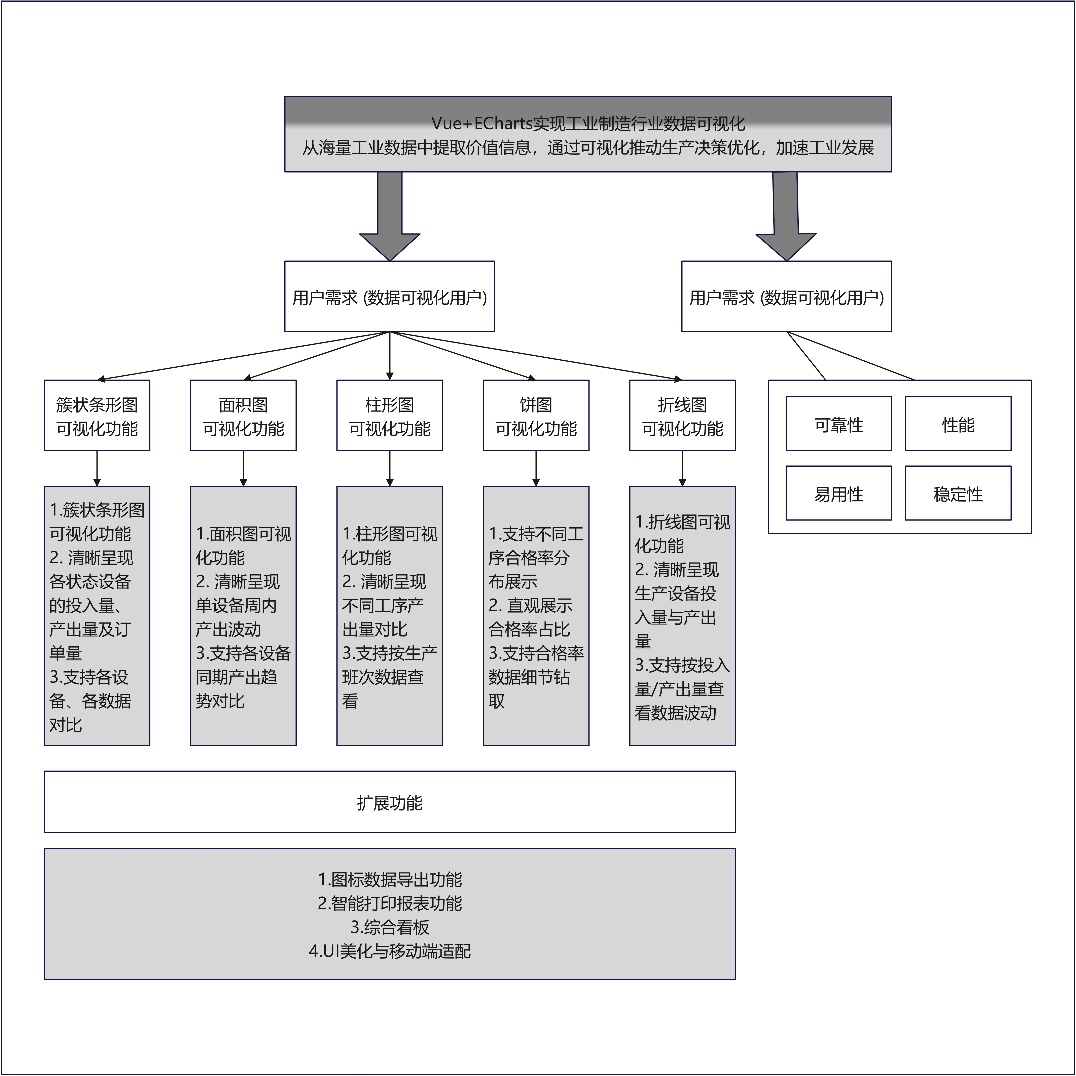 Vue+ECharts实现工业制造行业数据可视化
从海量工业数据中提取价值信息，通过可视化推动生产决策优化，加速工业发展
用户需求 (数据可视化用户)
用户需求 (数据可视化用户)
簇状条形图
可视化功能
面积图
可视化功能
柱形图
可视化功能
饼图
可视化功能
折线图
可视化功能
可靠性
性能
易用性
稳定性
1.簇状条形图
可视化功能
2. 清晰呈现
各状态设备
的投入量、
产出量及订
单量
3.支持各设
备、各数据
对比
1.面积图可视
化功能
2. 清晰呈现
单设备周内
产出波动
3.支持各设备
同期产出趋
势对比
1.柱形图可视
化功能
2. 清晰呈现
不同工序产
出量对比
3.支持按生产
班次数据查
看
1.支持不同工
序合格率分
布展示
2. 直观展示
合格率占比
3.支持合格率
数据细节钻
取
1.折线图可视
化功能
2. 清晰呈现
生产设备投
入量与产出
量
3.支持按投入
量/产出量查
看数据波动
扩展功能
1.图标数据导出功能
2.智能打印报表功能
3.综合看板
4.UI美化与移动端适配